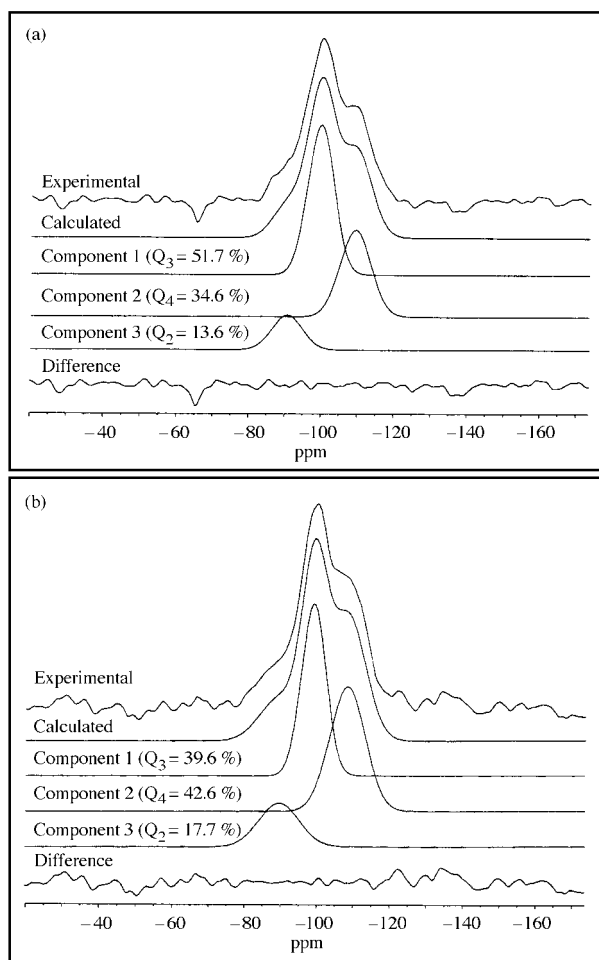 (a)
Experimental
Calculated
Component 1 (Q3 = 51.7 %)
Component 2 (Q4 = 34.6 %)
Component 3 (Q2 = 13.6 %)
Difference
−40 −60 −80 −100 −120 −140 −160
ppm
(b)
Experimental
Calculated
Component 1 (Q3 = 39.6 %)
Component 2 (Q4 = 42.6 %)
Component 3 (Q2 = 17.7 %)
Difference
−40 −60 −80 −100 −120 −140 −160
ppm